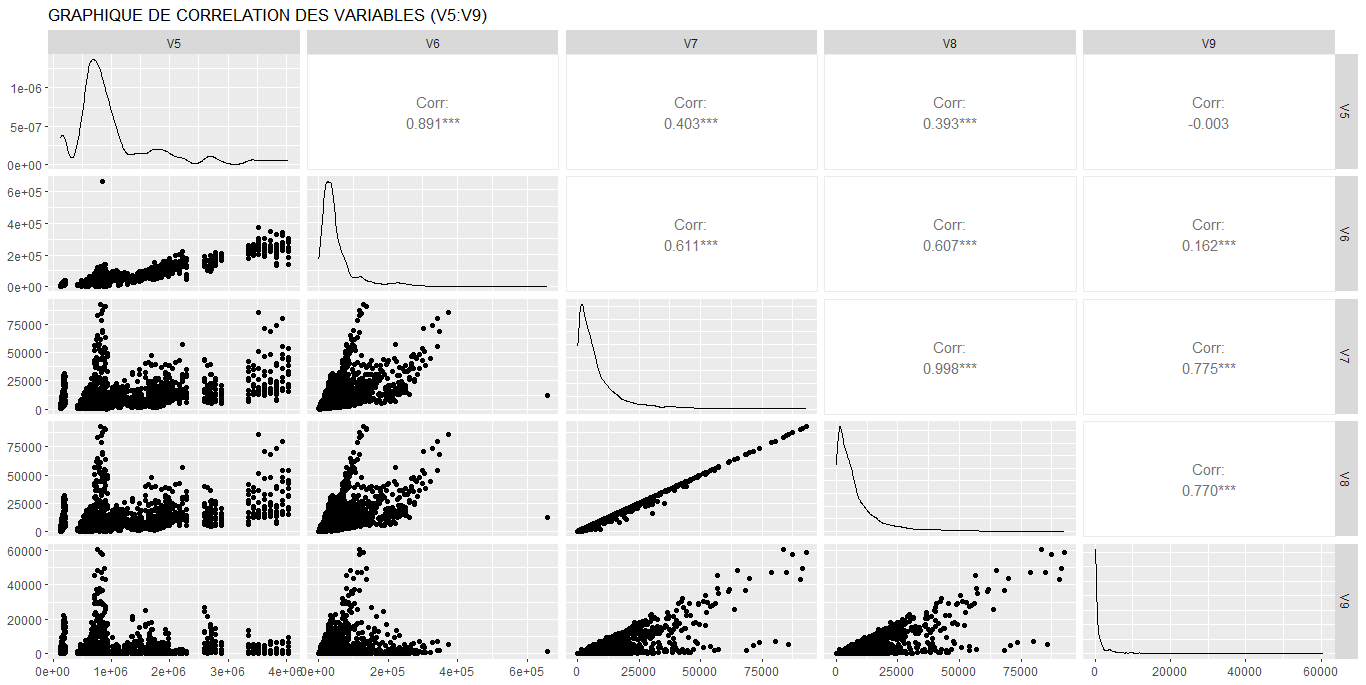 GRAPHIQUE DE CORRELATION DES VARIABLES (V5:V9)
V5 V6 V7 V8 V9
1e-06
5e-07
0e+00
Corr:
0.891***
Corr:
0.403***
Corr:
0.393***
Corr:
-0.003
V5
6e+05
4e+05
2e+05
0e+00
Corr:
0.611***
Corr:
0.607***
Corr:
0.162***
V6
75000
50000
25000
0
Corr:
0.998***
Corr:
0.775***
V7
75000
50000
25000
0
Corr:
0.770***
V8
60000
40000
20000
0
V9
0e+00 1e+06 2e+06 3e+06 4e+06
0e+00 2e+05 4e+05 6e+05
0 25000 50000 75000
0 25000 50000 75000
0 20000 40000 60000